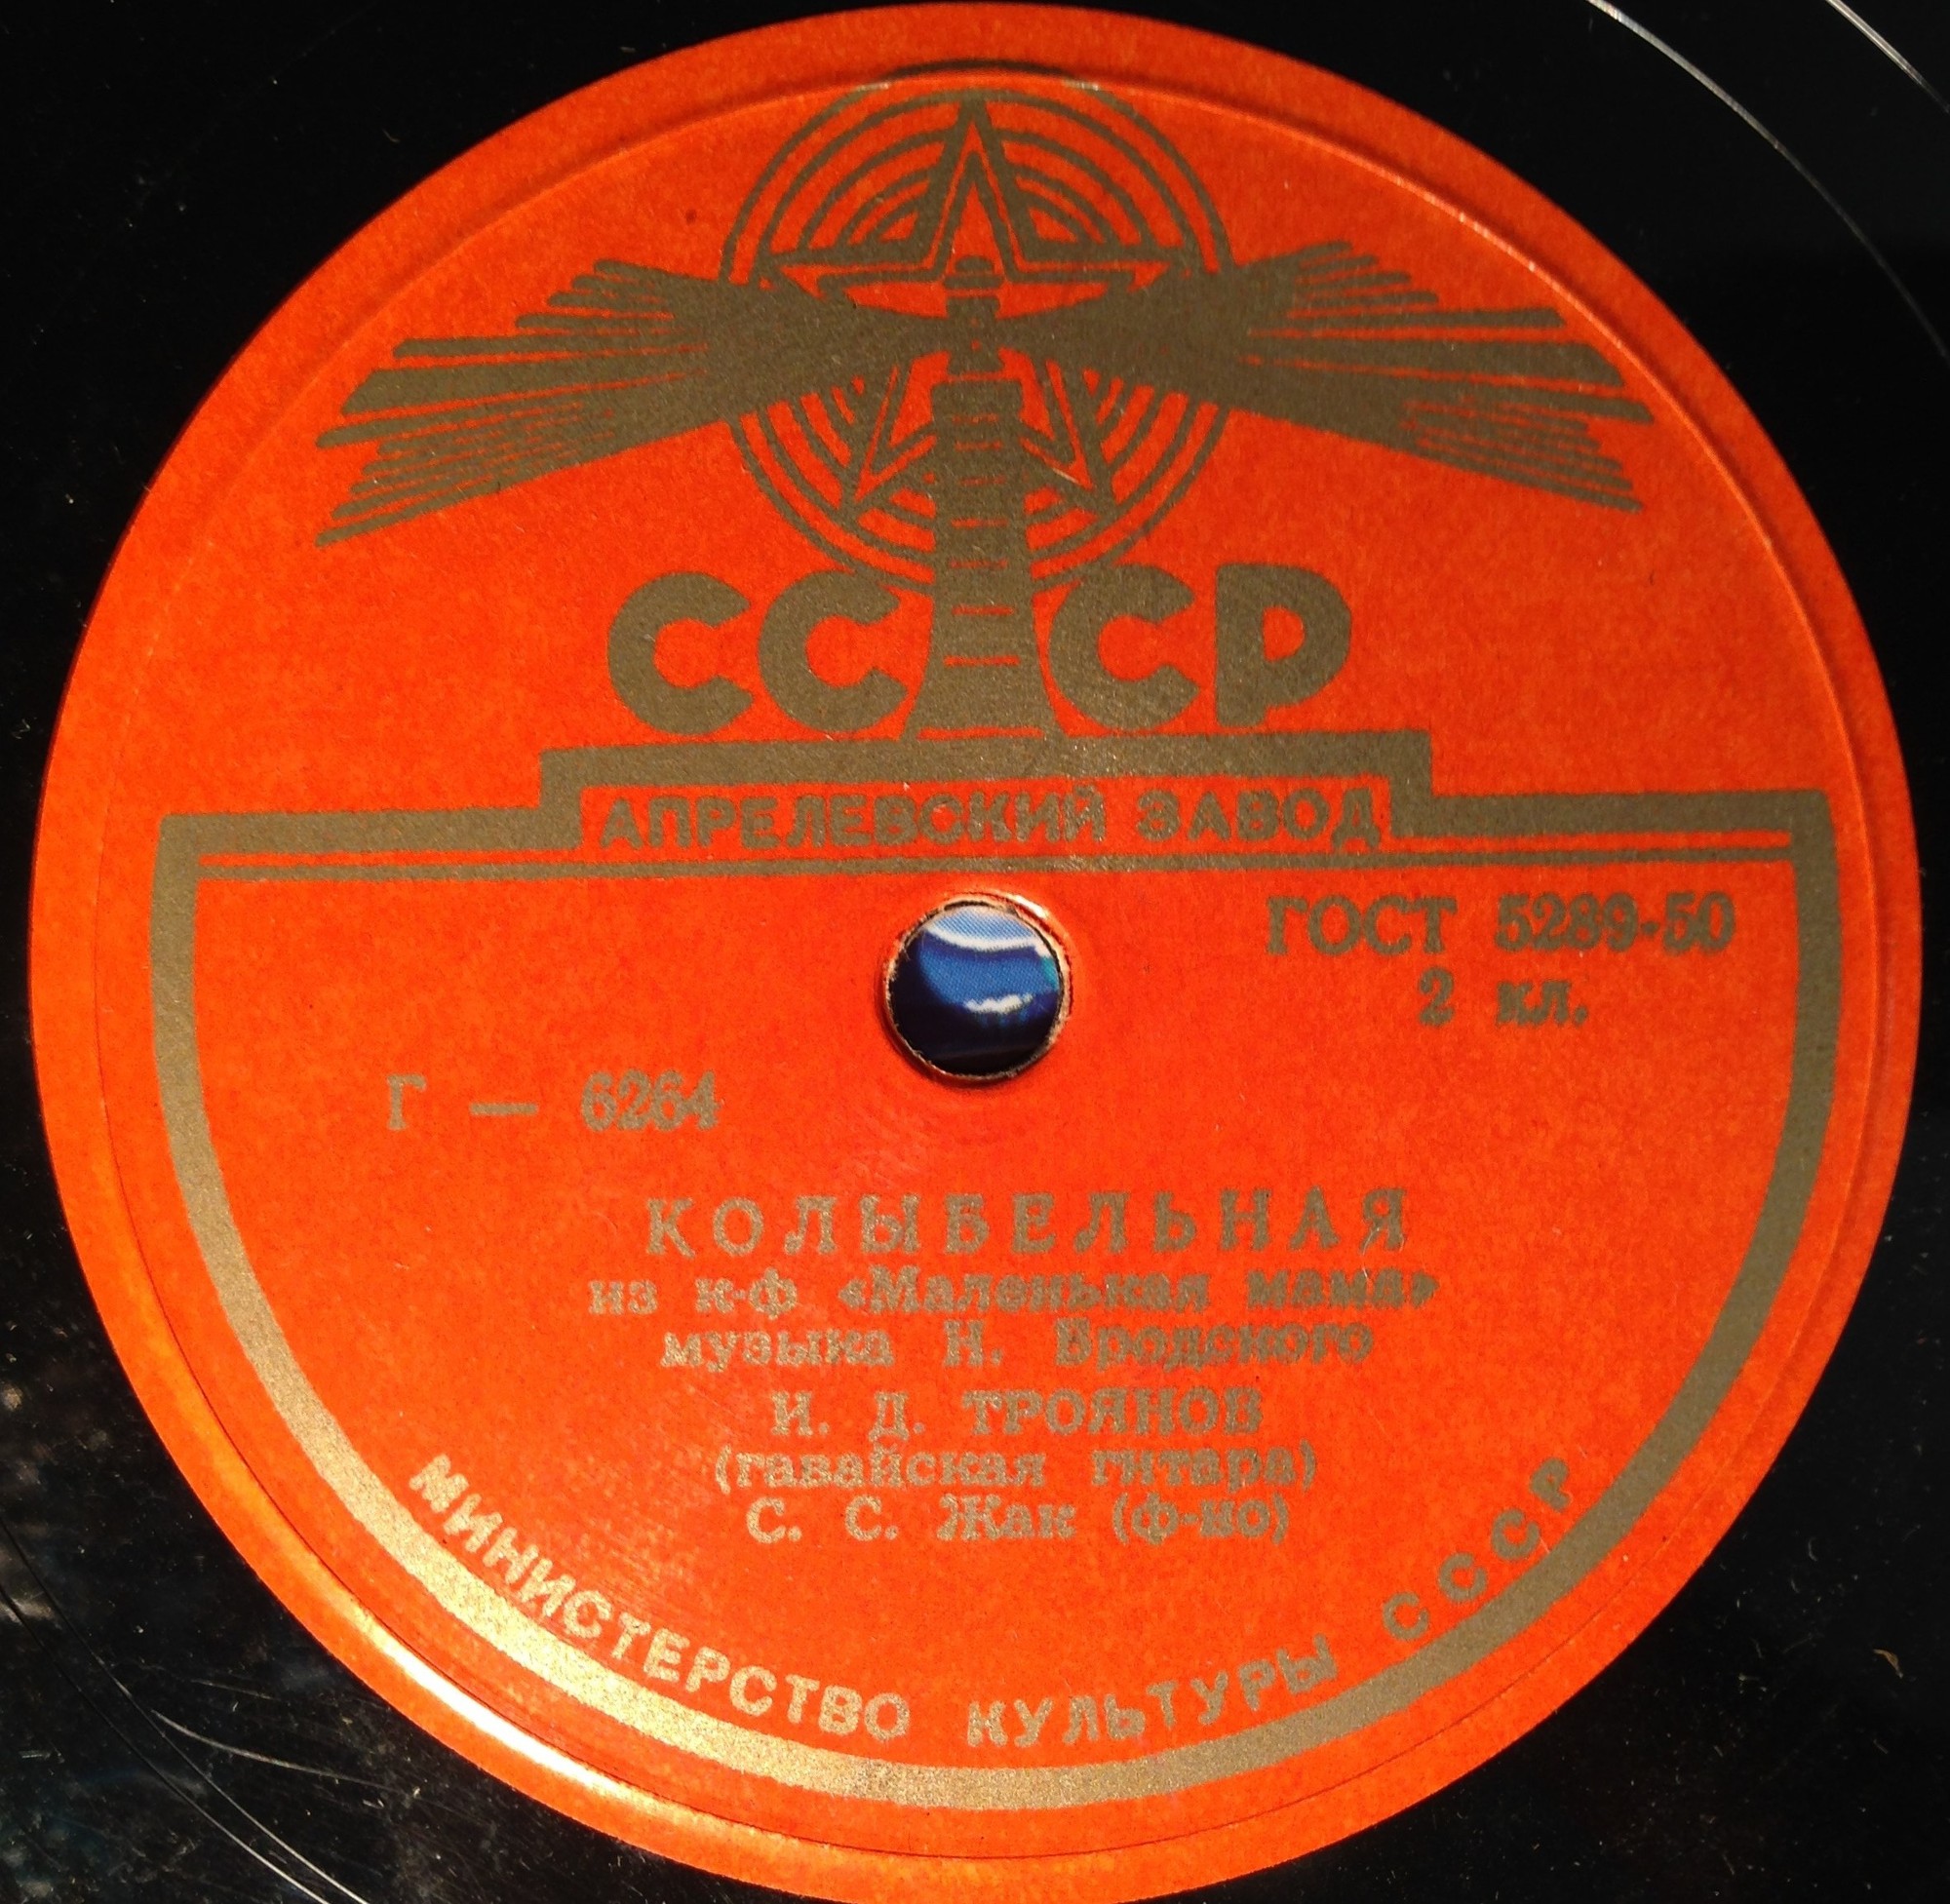 СССР
АПРЕЛЕВСКИЙ ЗАВОД
ГОСТ 5289-50
2 кл.
Г — 6264
КОЛЫБЕЛЬНАЯ
из к-ф «Маленькая мама»
музыка Н. Бродского
И. Д. ТРОЯНОВ
(гавайская гитара)
С. С. Жак (ф-но)
МИНИСТЕРСТВО КУЛЬТУРЫ СССР